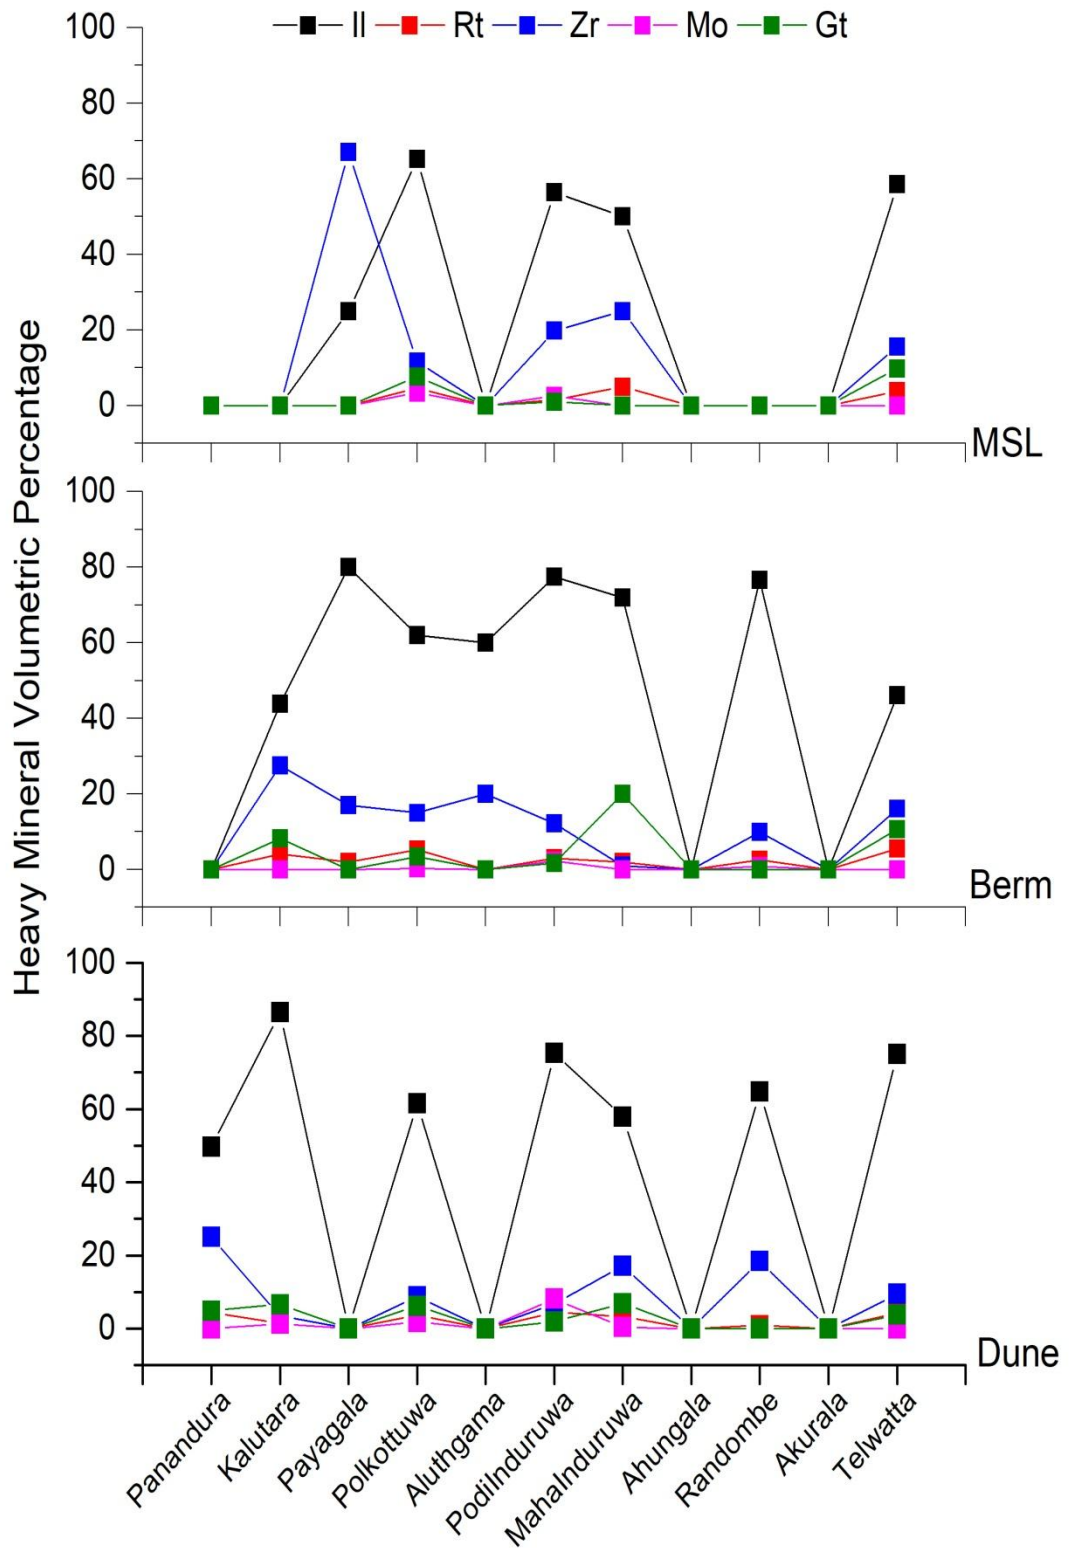 Il Rt Zr Mo Gt
Heavy Mineral Volumetric Percentage
100
80
60
40
20
0
MSL
100
80
60
40
20
0
Berm
100
80
60
40
20
0
Dune
Panandura
Kalutara
Payagala
Polkottuwa
Aluthgama
PodiInduruwa
MahaInduruwa
Ahungala
Randombe
Akurala
Telwatta